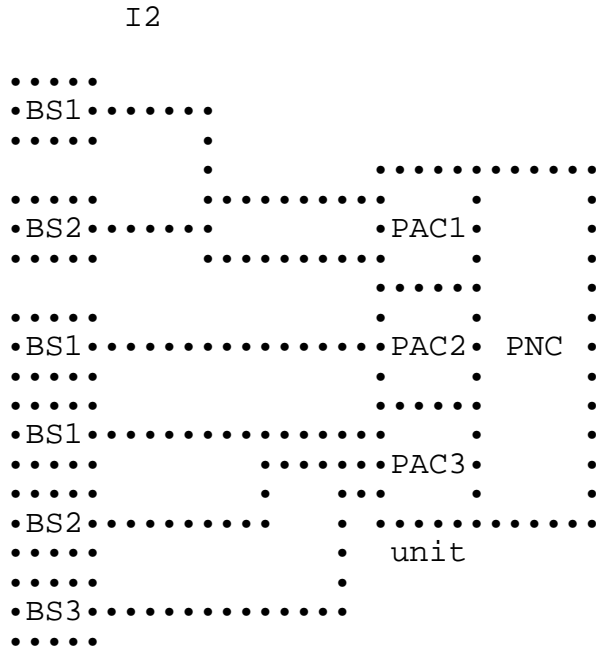 I2
BS1
BS2 PAC1
BS1 PAC2 PNC
BS1
PAC3
BS2
unit
BS3